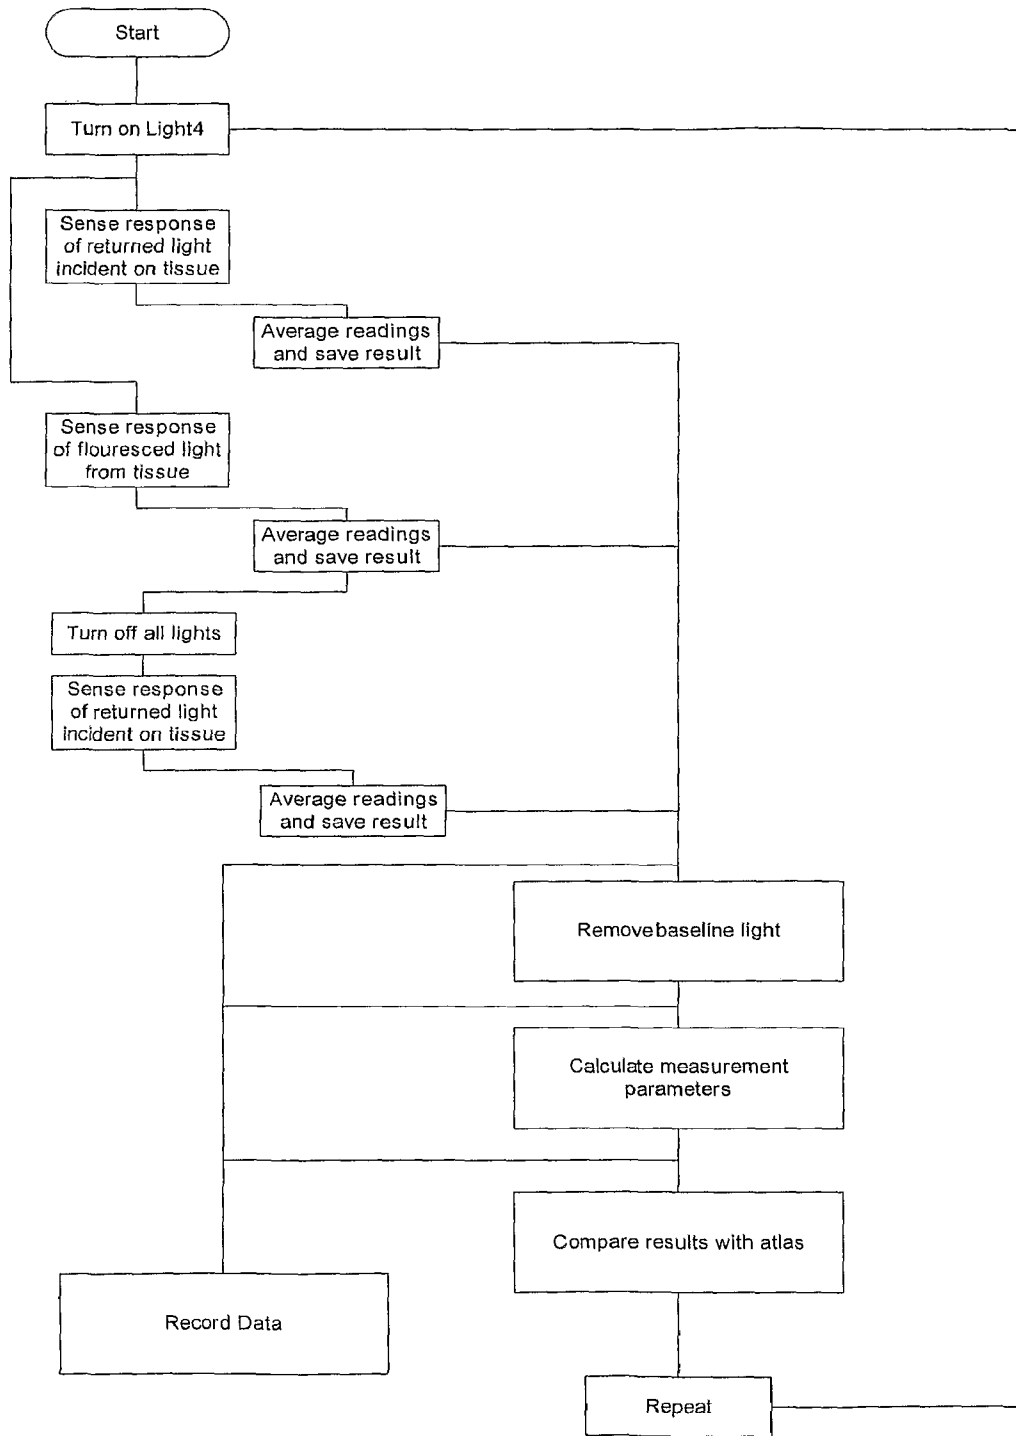 Start
Turn on Light4
Sense response
of returned light
incident on tissue
Average readings
and save result
Sense response
of flouresced light
from tissue
Average readings
and save result
Turn off all lights
Sense response
of returned light
incident on tissue
Average readings
and save result
Remove baseline light
Calculate measurement
parameters
Compare results with atlas
Record Data
Repeat